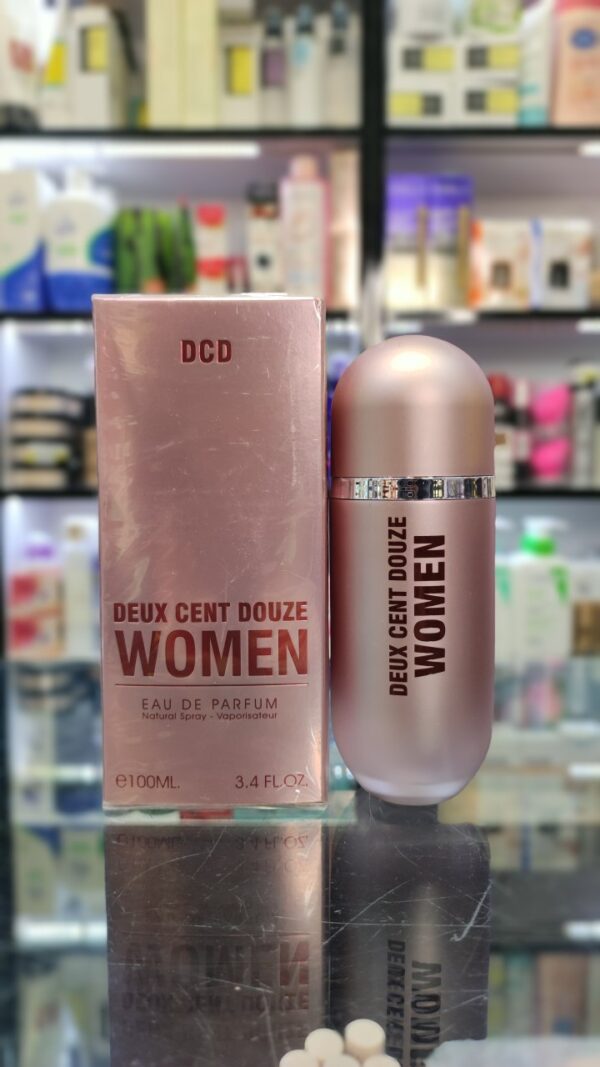 DCD
DEUX CENT DOUZE
WOMEN
EAU DE PARFUM
Natural Spray - Vaporisateur
e100ML.
3.4 FL.OZ.
DEUX CENT DOUZE
WOMEN